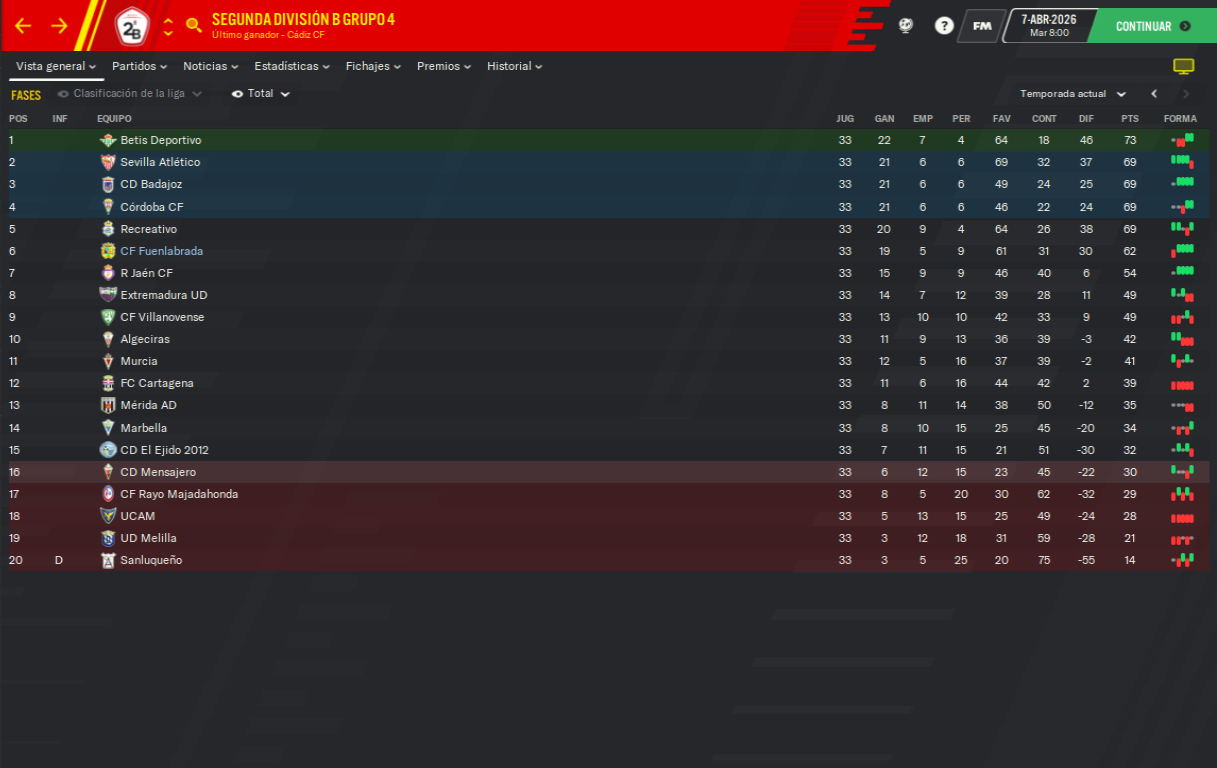 SEGUNDA DIVISIÓN B GRUPO 4
Último ganador - Cádiz CF
2ªB
?
FM
7-ABR-2026
Mar 8:00
CONTINUAR
Vista general Partidos Noticias Estadísticas Fichajes Premios Historial
FASES Clasificación de la liga Total Temporada actual
POS INF EQUIPO JUG GAN EMP PER FAV CONT DIF PTS FORMA
1 Betis Deportivo 33 22 7 4 64 18 46 73
2 Sevilla Atlético 33 21 6 6 69 32 37 69
3 CD Badajoz 33 21 6 6 49 24 25 69
4 Córdoba CF 33 21 6 6 46 22 24 69
5 Recreativo 33 20 9 4 64 26 38 69
6 CF Fuenlabrada 33 19 5 9 61 31 30 62
7 R Jaén CF 33 15 9 9 46 40 6 54
8 Extremadura UD 33 14 7 12 39 28 11 49
9 CF Villanovense 33 13 10 10 42 33 9 49
10 Algeciras 33 11 9 13 36 39 -3 42
11 Murcia 33 12 5 16 37 39 -2 41
12 FC Cartagena 33 11 6 16 44 42 2 39
13 Mérida AD 33 8 11 14 38 50 -12 35
14 Marbella 33 8 10 15 25 45 -20 34
15 CD El Ejido 2012 33 7 11 15 21 51 -30 32
16 CD Mensajero 33 6 12 15 23 45 -22 30
17 CF Rayo Majadahonda 33 8 5 20 30 62 -32 29
18 UCAM 33 5 13 15 25 49 -24 28
19 UD Melilla 33 3 12 18 31 59 -28 21
20 D Sanluqueño 33 3 5 25 20 75 -55 14